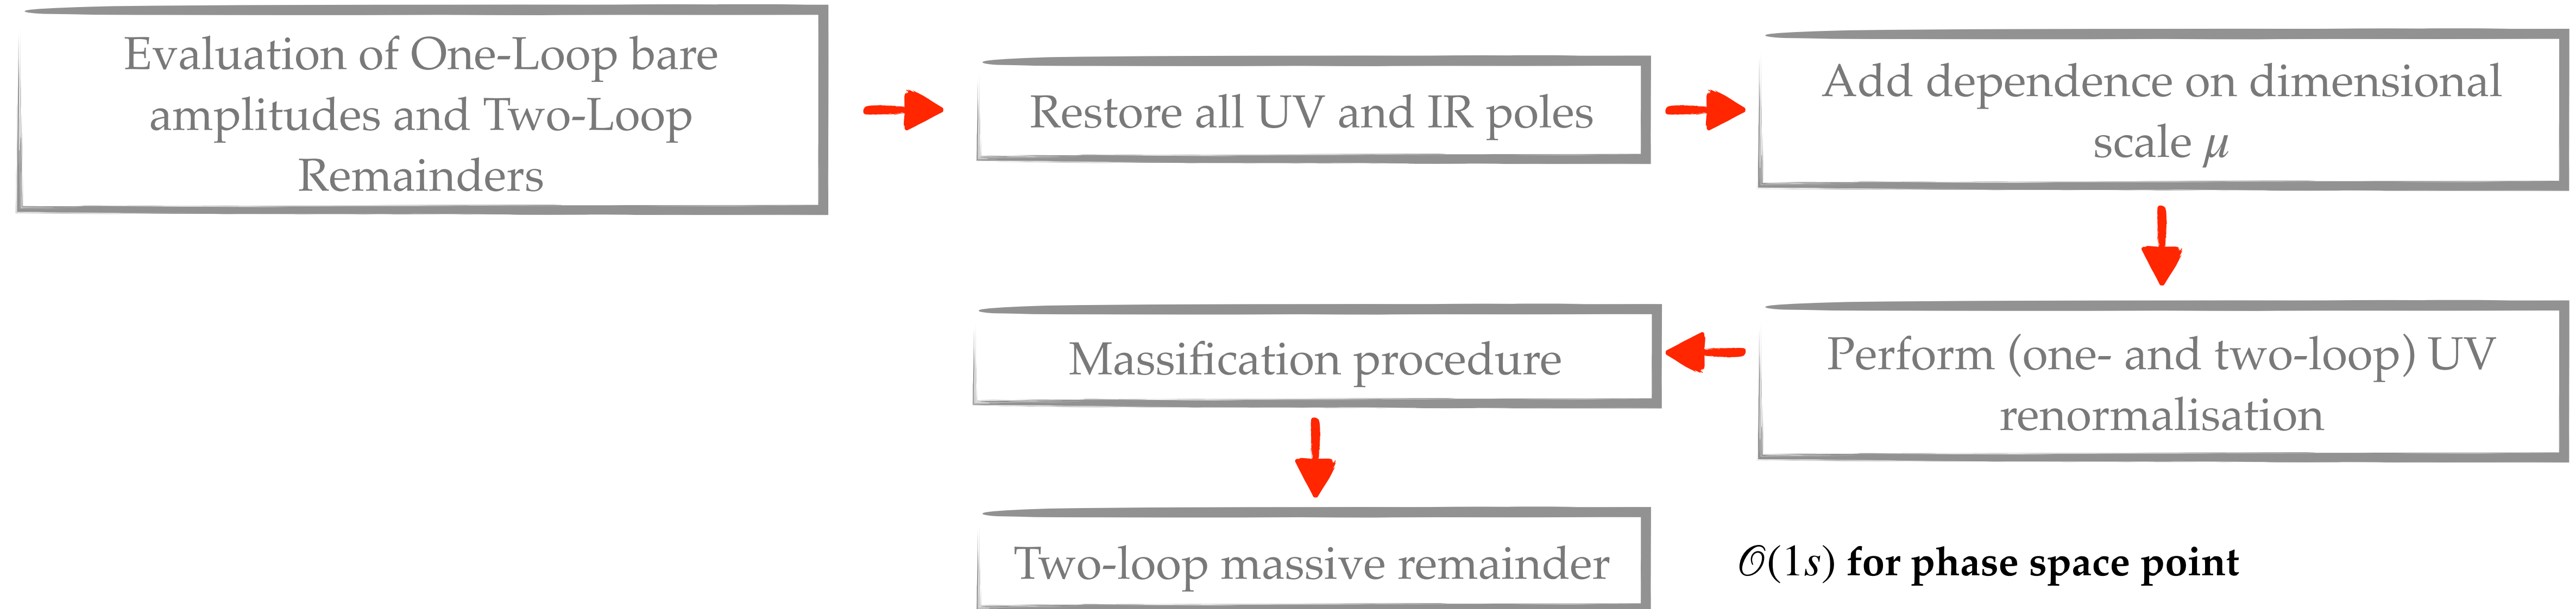 Evaluation of One-Loop bare
amplitudes and Two-Loop
Remainders
Restore all UV and IR poles
Add dependence on dimensional
scale μ
Perform (one- and two-loop) UV
renormalisation
Massification procedure
Two-loop massive remainder
𝒪(1s) for phase space point